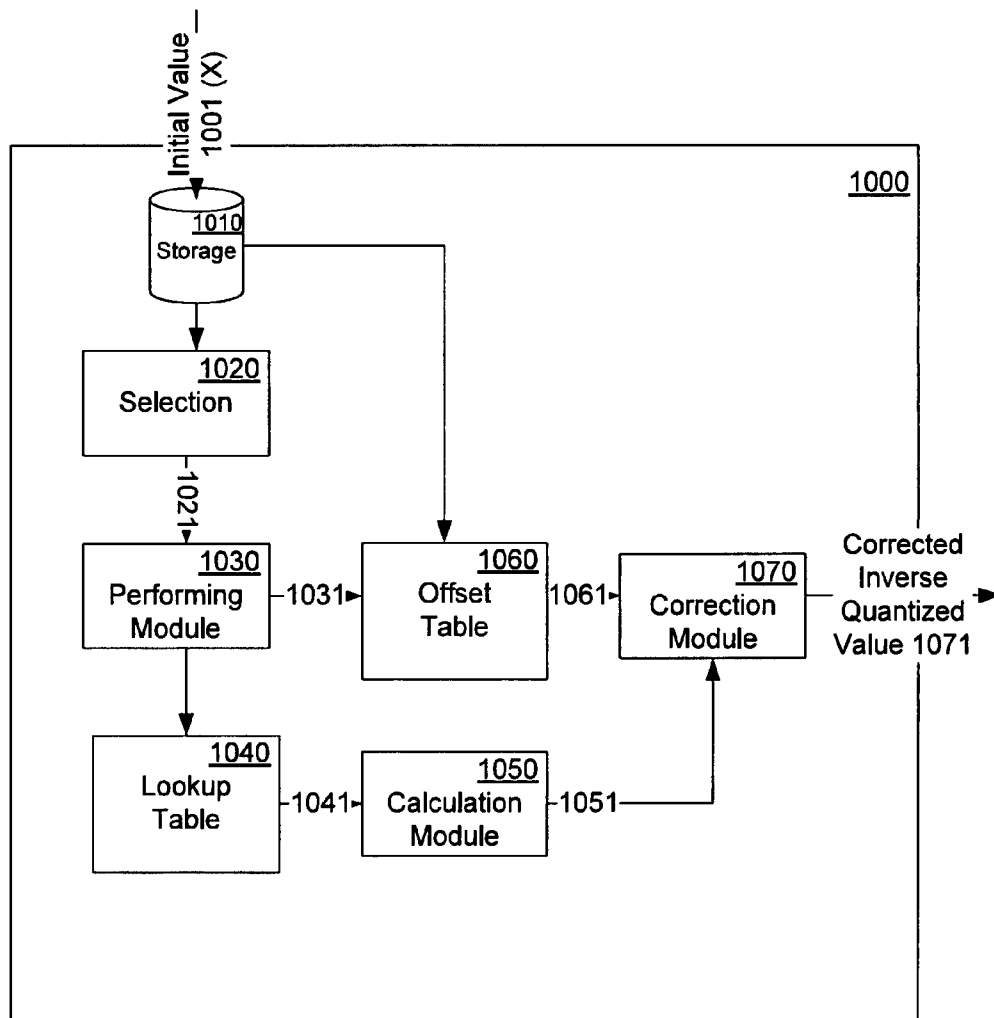 Initial Value
1001 (X)
1000
1010
Storage
1020
Selection
1021
1030
Performing
Module
1031
1060
Offset
Table
1061
1070
Correction
Module
Corrected
Inverse
Quantized
Value 1071
1040
Lookup
Table
1041
1050
Calculation
Module
1051